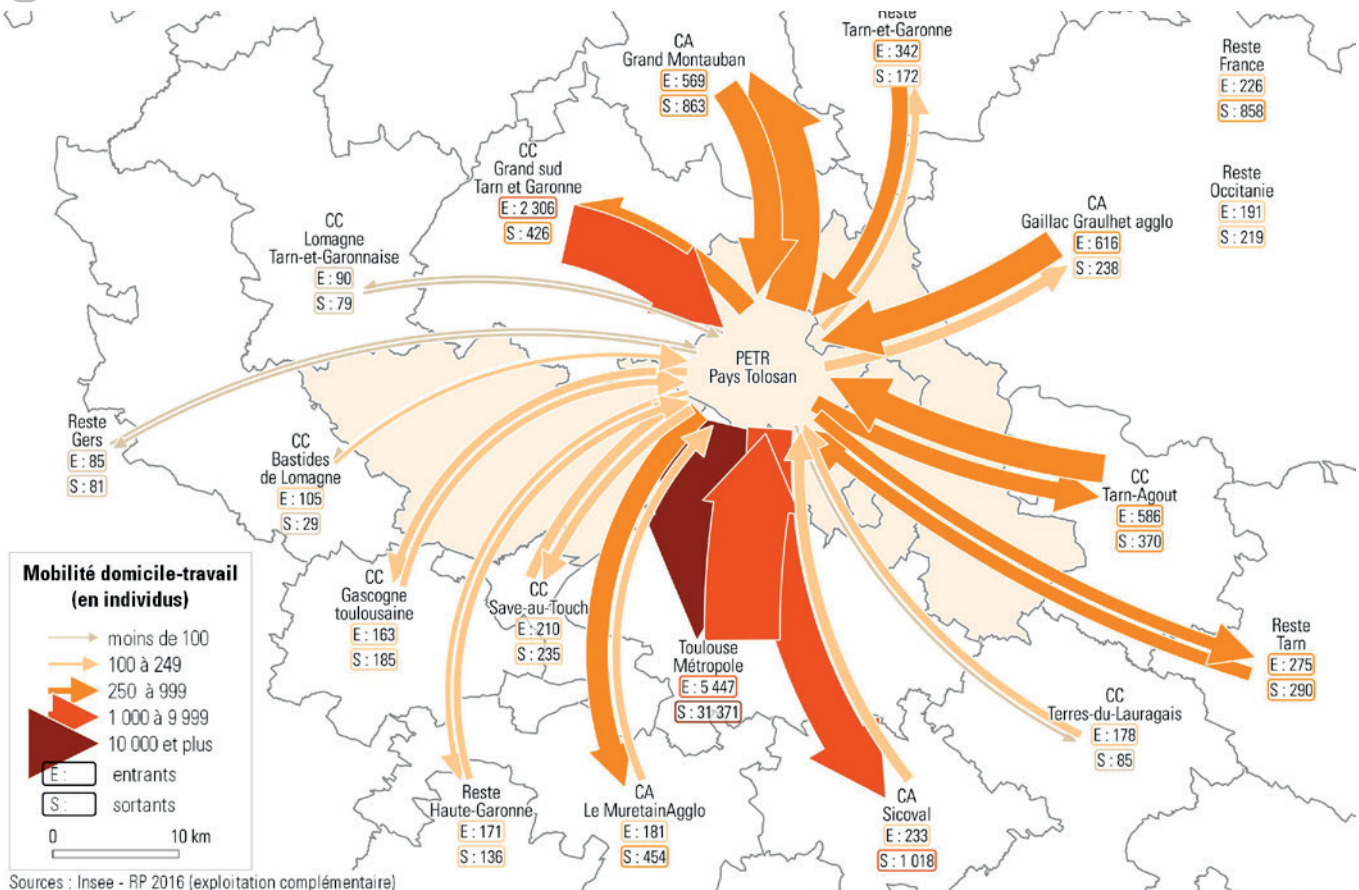 Reste
Tarn-et-Garonne
E : 342
S : 172
CA
Grand Montauban
E : 569
S : 863
Reste
France
E : 226
S : 858
CC
Grand sud
Tarn et Garonne
E : 2 306
S : 426
Reste
Occitanie
E : 191
S : 219
CA
Gaillac Graulhet agglo
E : 616
S : 238
CC
Lomagne
Tarn-et-Garonnaise
E : 90
S : 79
PETR
Pays Tolosan
Reste
Gers
E : 85
S : 81
CC
Bastides
de Lomagne
E : 105
S : 29
CC
Tarn-Agout
E : 586
S : 370
CC
Gascogne
toulousaine
E : 163
S : 185
CC
Save-au-Touch
E : 210
S : 235
Toulouse
Métropole
E : 5 447
S : 31 371
Reste
Tarn
E : 275
S : 290
CC
Terres-du-Lauragais
E : 178
S : 85
Reste
Haute-Garonne
E : 171
S : 136
CA
Le MuretainAgglo
E : 181
S : 454
CA
Sicoval
E : 233
S : 1 018
Mobilité domicile-travail
(en individus)
moins de 100
100 à 249
250 à 999
1 000 à 9 999
10 000 et plus
E : entrants
S : sortants
0 10 km
Sources : Insee - RP 2016 (exploitation complémentaire)